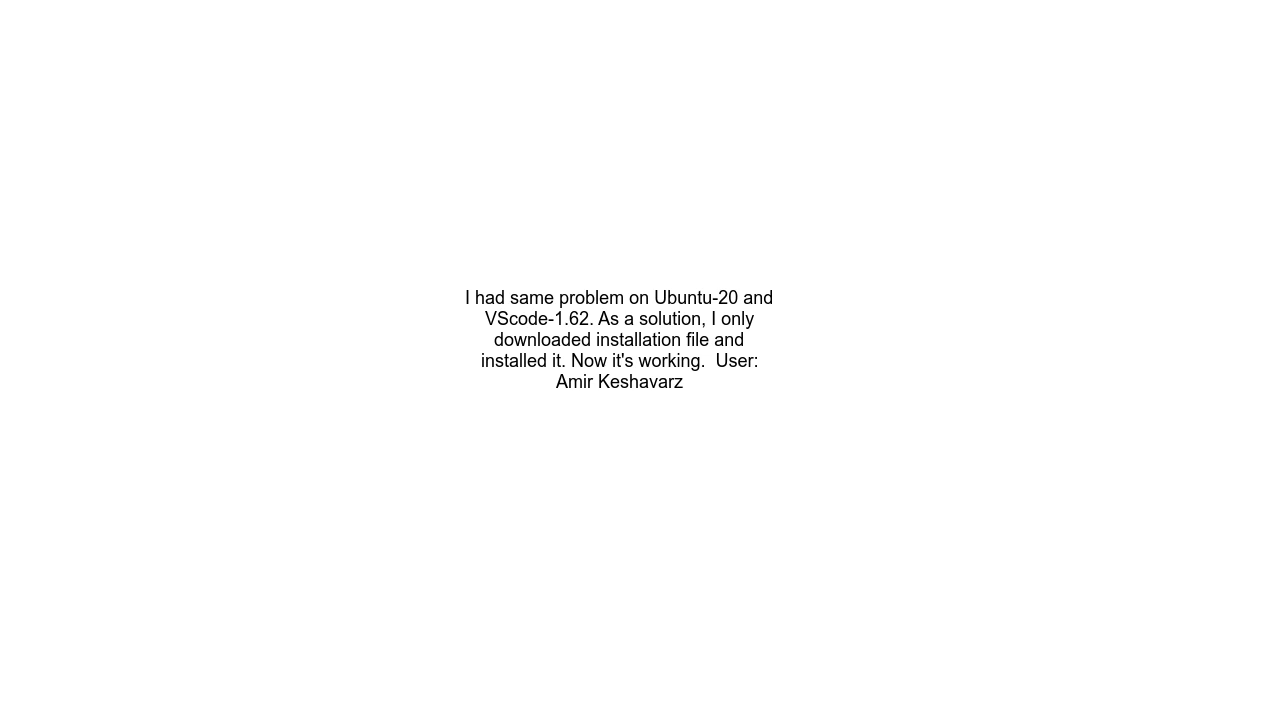 I had same problem on Ubuntu-20 and
VScode-1.62. As a solution, I only
downloaded installation file and
installed it. Now it's working.  User:
Amir Keshavarz